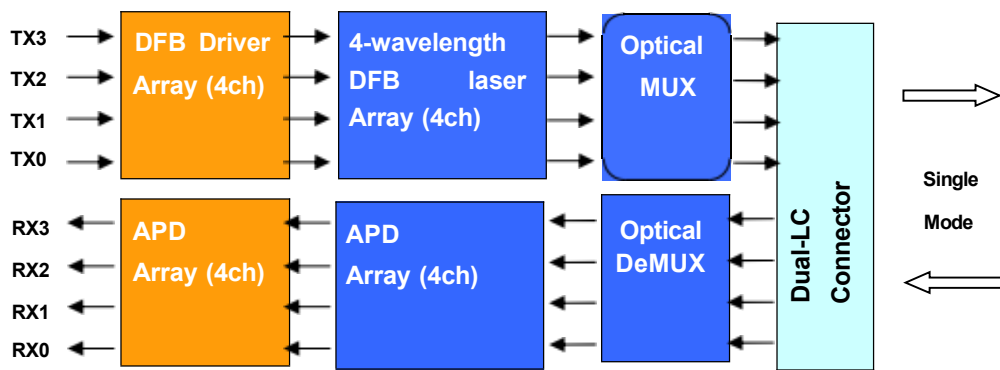 TX3
TX2
TX1
TX0
DFB Driver
Array (4ch)
4-wavelength
DFB laser
Array (4ch)
Optical
MUX
RX3
RX2
RX1
RX0
APD
Array (4ch)
APD
Array (4ch)
Optical
DeMUX
Dual-LC
Connector
Single
Mode